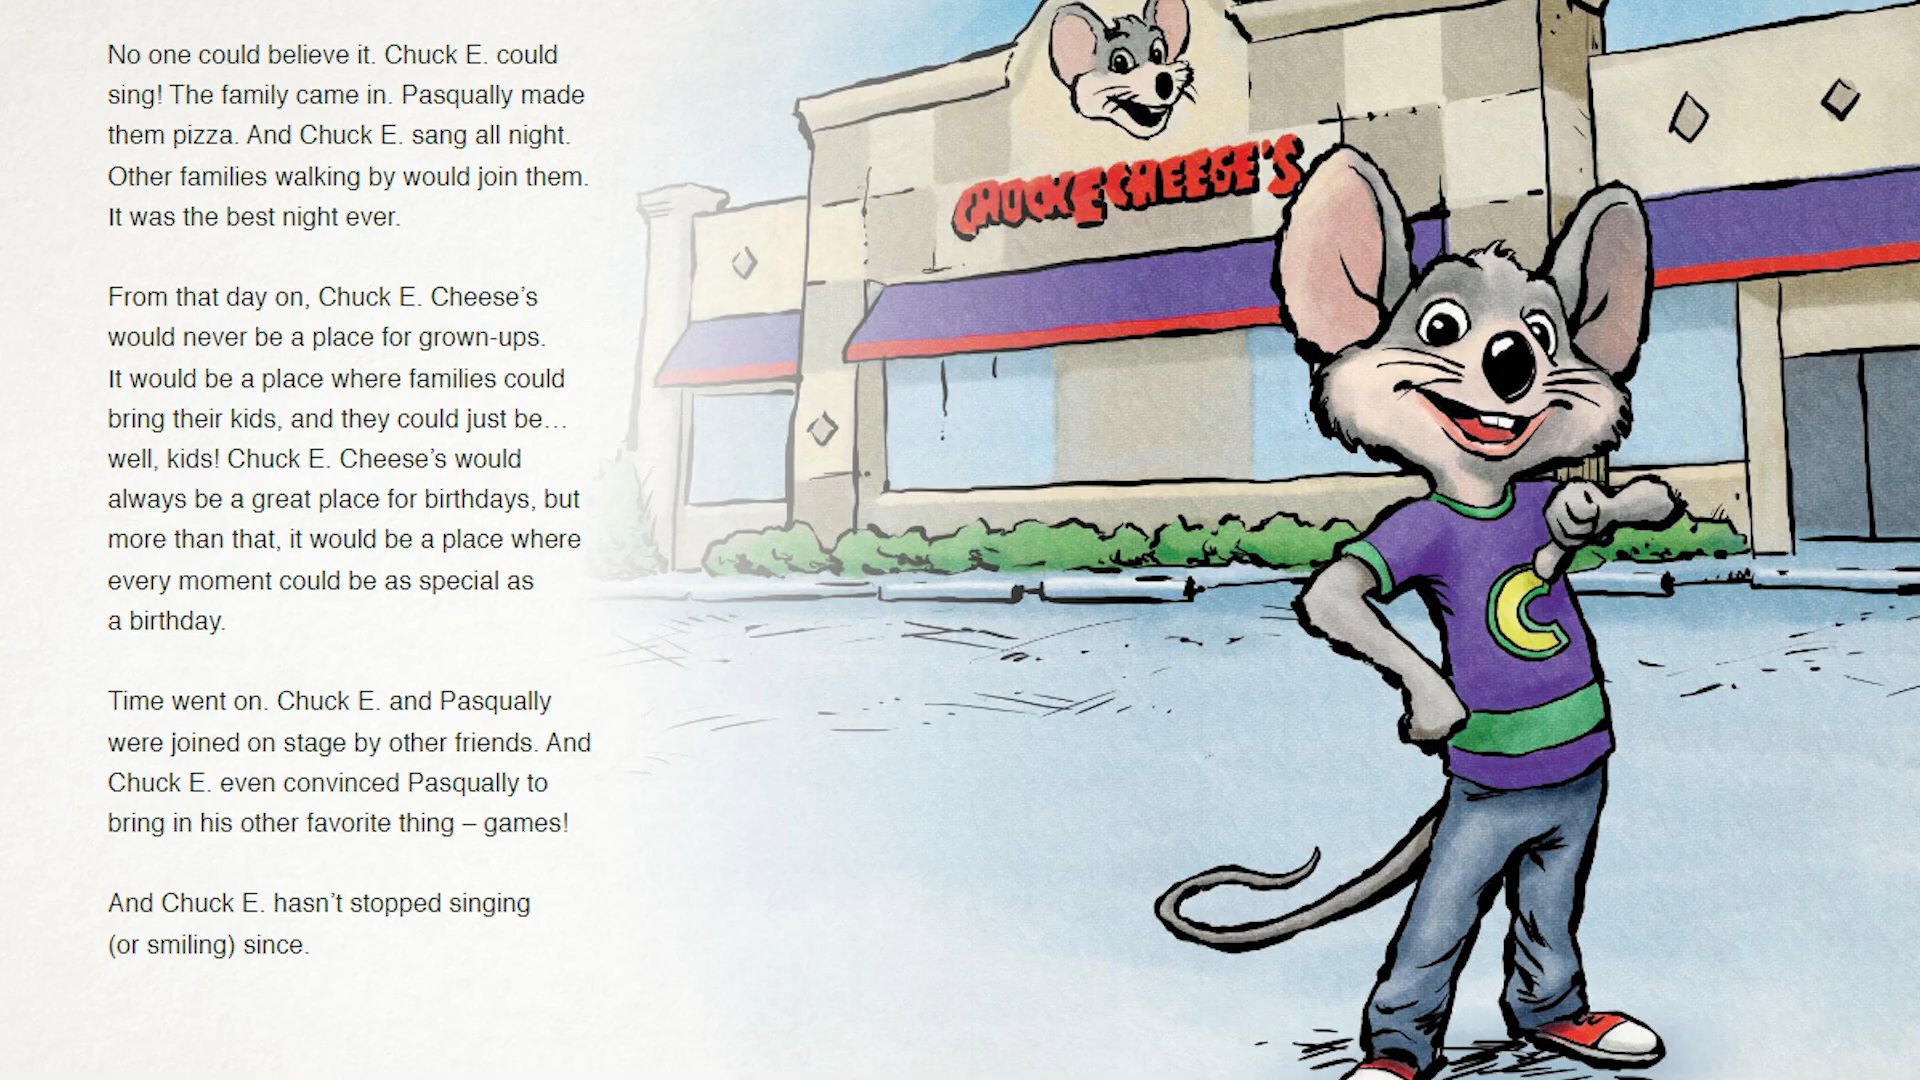 No one could believe it. Chuck E. could
sing! The family came in. Pasqually made
them pizza. And Chuck E. sang all night.
Other families walking by would join them.
It was the best night ever.
From that day on, Chuck E. Cheese’s
would never be a place for grown-ups.
It would be a place where families could
bring their kids, and they could just be…
well, kids! Chuck E. Cheese’s would
always be a great place for birthdays, but
more than that, it would be a place where
every moment could be as special as
a birthday.
Time went on. Chuck E. and Pasqually
were joined on stage by other friends. And
Chuck E. even convinced Pasqually to
bring in his other favorite thing – games!
And Chuck E. hasn’t stopped singing
(or smiling) since.
CHUCK E CHEESE'S
C